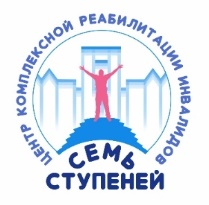 ЦЕНТР КОМПЛЕКСНОЙ РЕАБИЛИТАЦИИ ИНВАЛИДОВ
СЕМЬ
СТУПЕНЕЙ